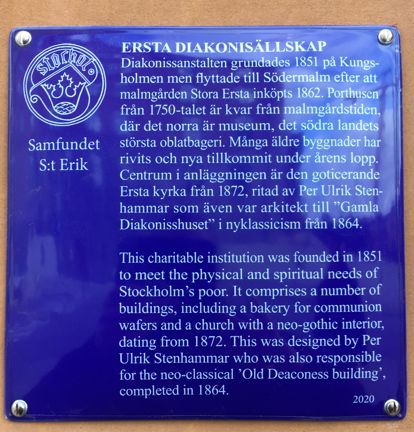 Storhol:
Samfundet
S:t Erik
ERSTA DIAKONISÄLLSKAP
Diakonissanstalten grundades 1851 på Kungs-
holmen men flyttade till Södermalm efter att
malmgården Stora Ersta inköpts 1862. Porthusen
från 1750-talet är kvar från malmgårdstiden,
där det norra är museum, det södra landets
största oblatbageri. Många äldre byggnader har
rivits och nya tillkommit under årens lopp.
Centrum i anläggningen är den goticerande
Ersta kyrka från 1872, ritad av Per Ulrik Sten-
hammar som även var arkitekt till ”Gamla
Diakonisshuset” i nyklassicism från 1864.
This charitable institution was founded in 1851
to meet the physical and spiritual needs of
Stockholm’s poor. It comprises a number of
buildings, including a bakery for communion
wafers and a church with a neo-gothic interior,
dating from 1872. This was designed by Per
Ulrik Stenhammar who was also responsible
for the neo-classical ’Old Deaconess building’,
completed in 1864.
2020